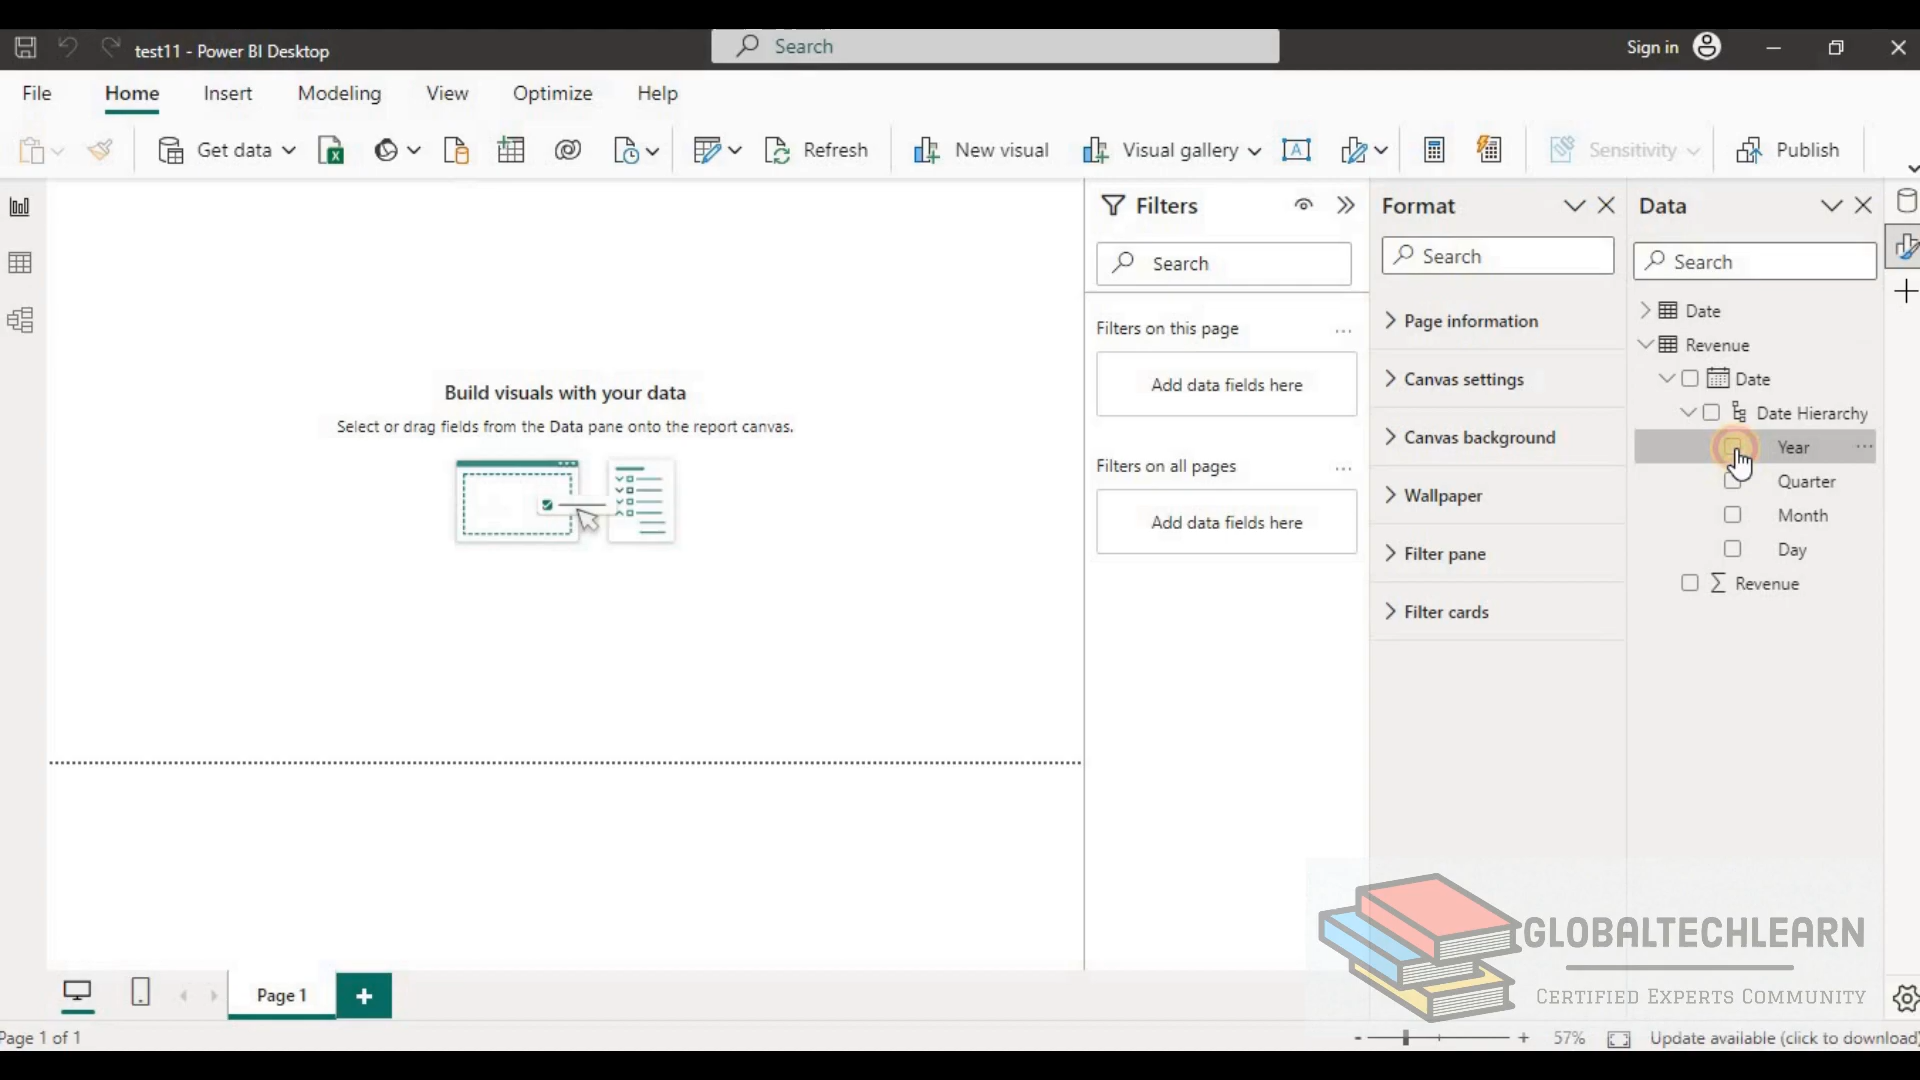 test11 - Power BI Desktop
Search
Sign in
File
Home
Insert
Modeling
View
Optimize
Help
Get data
Refresh
New visual
Visual gallery
A
Sensitivity
Publish
Filters
Search
Filters on this page
Add data fields here
Filters on all pages
Add data fields here
Format
Search
Page information
Canvas settings
Canvas background
Wallpaper
Filter pane
Filter cards
Data
Search
Date
Revenue
Date
Date Hierarchy
Year
Quarter
Month
Day
Σ Revenue
Build visuals with your data
Select or drag fields from the Data pane onto the report canvas.
GLOBALTECHLEARN
CERTIFIED EXPERTS COMMUNITY
Page 1
Page 1 of 1
57%
Update available (click to download)